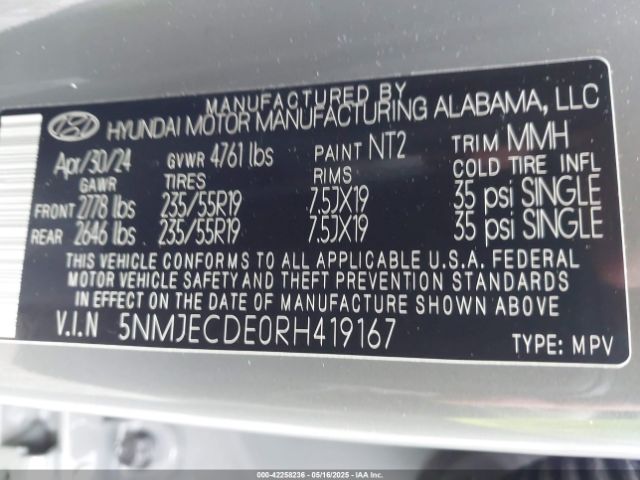 MANUFACTURED BY
HYUNDAI MOTOR MANUFACTURING ALABAMA, LLC
Apr/30/24 GVWR 4761 lbs PAINT NT2 TRIM MMH
GAWR TIRES RIMS COLD TIRE INFL
FRONT 2778 lbs 235/55R19 7.5JX19 35 psi SINGLE
REAR 2646 lbs 235/55R19 7.5JX19 35 psi SINGLE
THIS VEHICLE CONFORMS TO ALL APPLICABLE U.S.A. FEDERAL
MOTOR VEHICLE SAFETY AND THEFT PREVENTION STANDARDS
IN EFFECT ON THE DATE OF MANUFACTURE SHOWN ABOVE
V.I.N 5NMJECDE0RH419167
TYPE: MPV
000-42258236 - 05/16/2025 - © IAA, Inc.